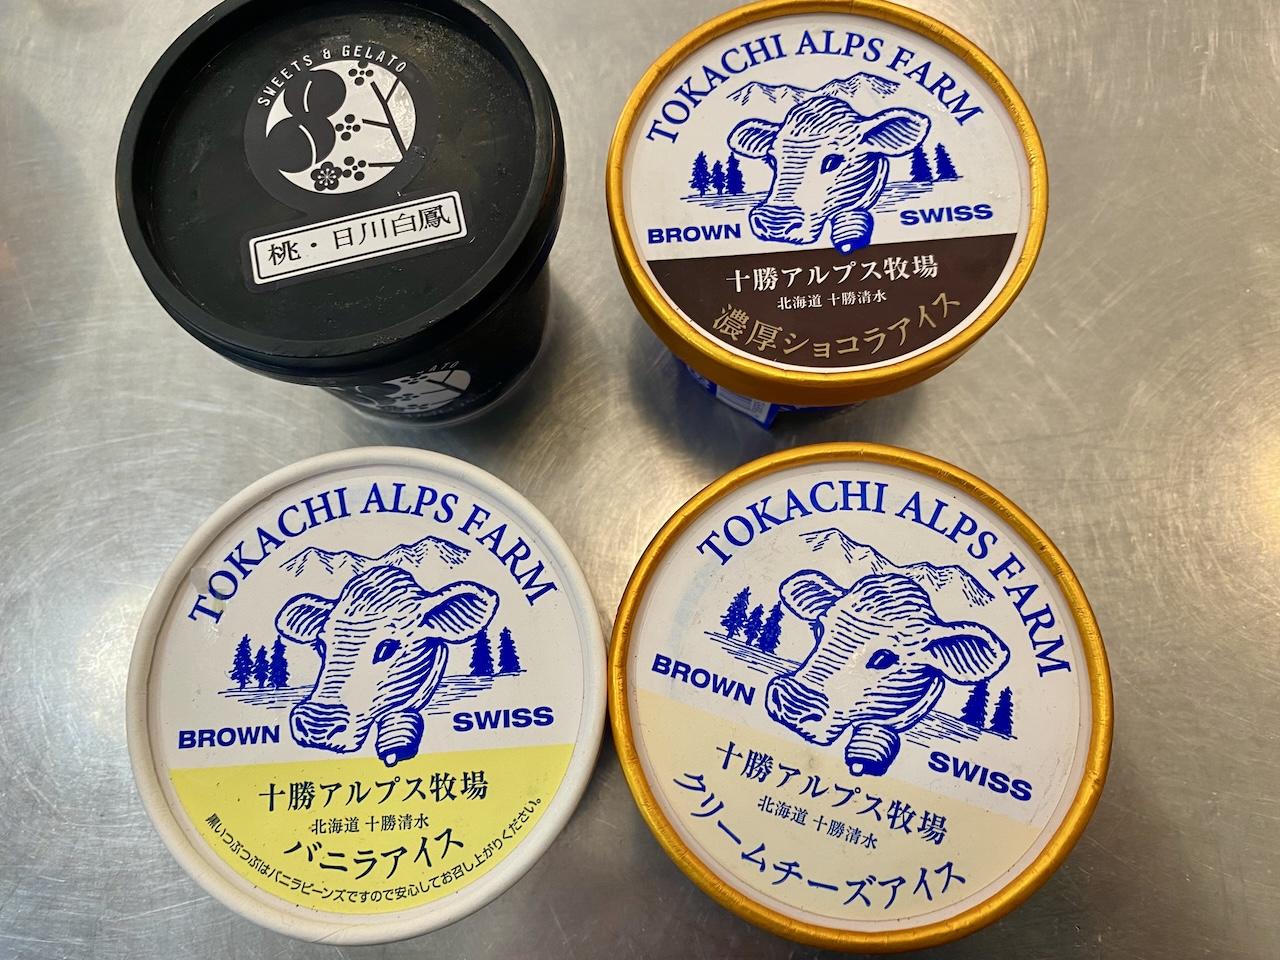 SWEETS & GELATO
桃・日川白鳳
TOKACHI ALPS FARM
BROWN SWISS
十勝アルプス牧場
北海道 十勝清水
濃厚ショコラアイス
TOKACHI ALPS FARM
BROWN SWISS
十勝アルプス牧場
北海道 十勝清水
バニラアイス
黒いつぶつぶはバニラビーンズですので安心してお召し上がりください。
TOKACHI ALPS FARM
BROWN SWISS
十勝アルプス牧場
北海道 十勝清水
クリームチーズアイス